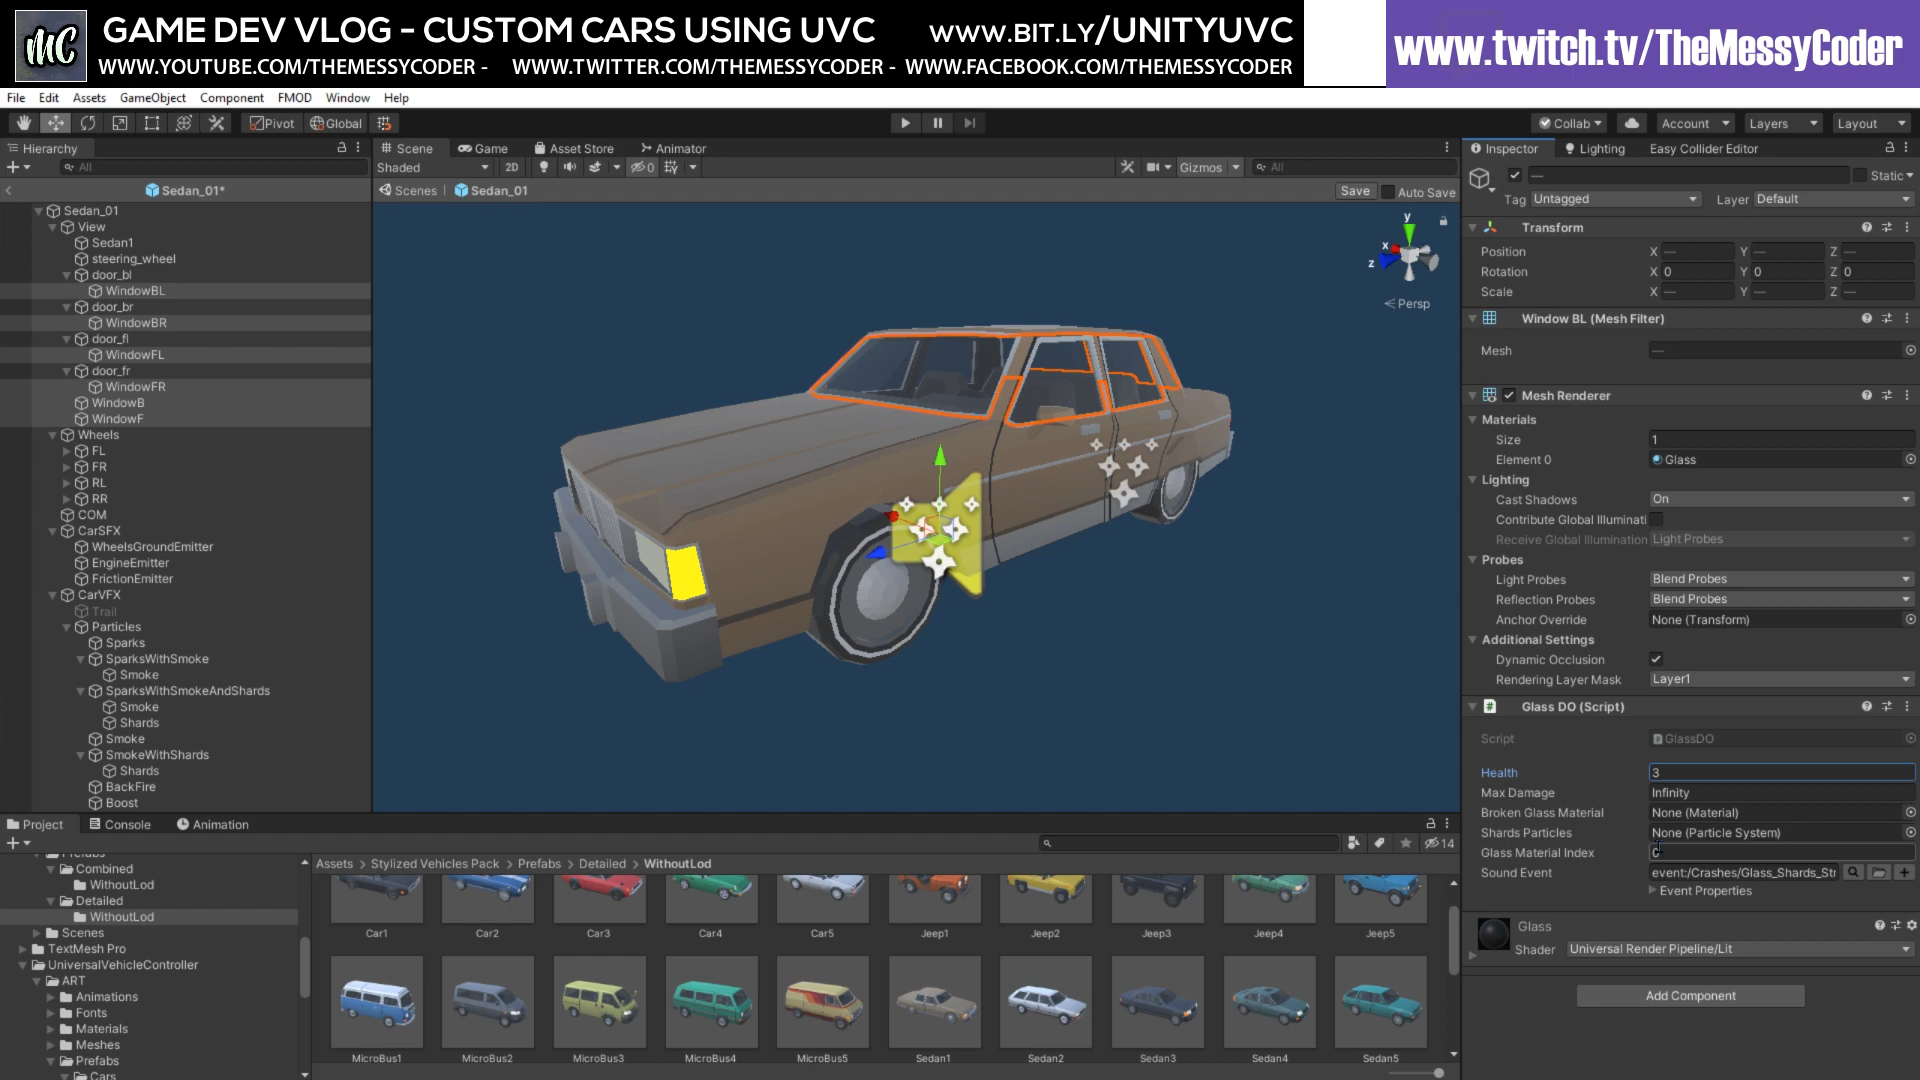 MC
GAME DEV VLOG - CUSTOM CARS USING UVC
WWW.BIT.LY/UNITYUVC
WWW.YOUTUBE.COM/THEMESSYCODER - WWW.TWITTER.COM/THEMESSYCODER - WWW.FACEBOOK.COM/THEMESSYCODER
www.twitch.tv/TheMessyCoder
File Edit Assets GameObject Component FMOD Window Help
Pivot Global
Collab Account Layers Layout
Hierarchy
All
Sedan_01*
Sedan_01
View
Sedan1
steering_wheel
door_bl
WindowBL
door_br
WindowBR
door_fl
WindowFL
door_fr
WindowFR
WindowB
WindowF
Wheels
FL
FR
RL
RR
COM
CarSFX
WheelsGroundEmitter
EngineEmitter
FrictionEmitter
CarVFX
Trail
Particles
Sparks
SparksWithSmoke
Smoke
SparksWithSmokeAndShards
Smoke
Shards
Smoke
SmokeWithShards
Shards
BackFire
Boost
Scene Game Asset Store Animator
Shaded 2D 0 Gizmos All
Scenes Sedan_01 Save Auto Save
y
x
z
Persp
Inspector Lighting Easy Collider Editor
— Static
Tag Untagged Layer Default
Transform
Position X — Y — Z —
Rotation X 0 Y 0 Z 0
Scale X — Y — Z —
Window BL (Mesh Filter)
Mesh —
Mesh Renderer
Materials
Size 1
Element 0 Glass
Lighting
Cast Shadows On
Contribute Global Illuminati
Receive Global Illumination Light Probes
Probes
Light Probes Blend Probes
Reflection Probes Blend Probes
Anchor Override None (Transform)
Additional Settings
Dynamic Occlusion
Rendering Layer Mask Layer1
Glass DO (Script)
Script GlassDO
Health 3
Max Damage Infinity
Broken Glass Material None (Material)
Shards Particles None (Particle System)
Glass Material Index 0
Sound Event event:/Crashes/Glass_Shards_Str
Event Properties
Glass
Shader Universal Render Pipeline/Lit
Add Component
Project Console Animation
14
Prefabs
Combined
WithoutLod
Detailed
WithoutLod
Scenes
TextMesh Pro
UniversalVehicleController
ART
Animations
Fonts
Materials
Meshes
Prefabs
Cars
Assets Stylized Vehicles Pack Prefabs Detailed WithoutLod
Car1 Car2 Car3 Car4 Car5 Jeep1 Jeep2 Jeep3 Jeep4 Jeep5
MicroBus1 MicroBus2 MicroBus3 MicroBus4 MicroBus5 Sedan1 Sedan2 Sedan3 Sedan4 Sedan5